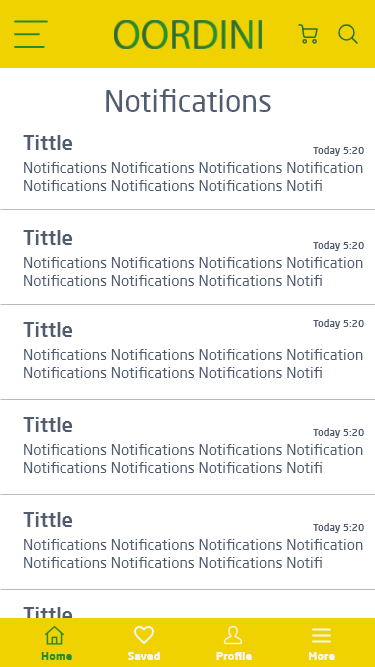 OORDINI
Notifications
Tittle
Today 5:20
Notifications Notifications Notifications Notification
Notifications Notifications Notifications Notifi
Tittle
Today 5:20
Notifications Notifications Notifications Notification
Notifications Notifications Notifications Notifi
Tittle
Today 5:20
Notifications Notifications Notifications Notification
Notifications Notifications Notifications Notifi
Tittle
Today 5:20
Notifications Notifications Notifications Notification
Notifications Notifications Notifications Notifi
Tittle
Today 5:20
Notifications Notifications Notifications Notification
Notifications Notifications Notifications Notifi
Tittle
Home Saved Profile More